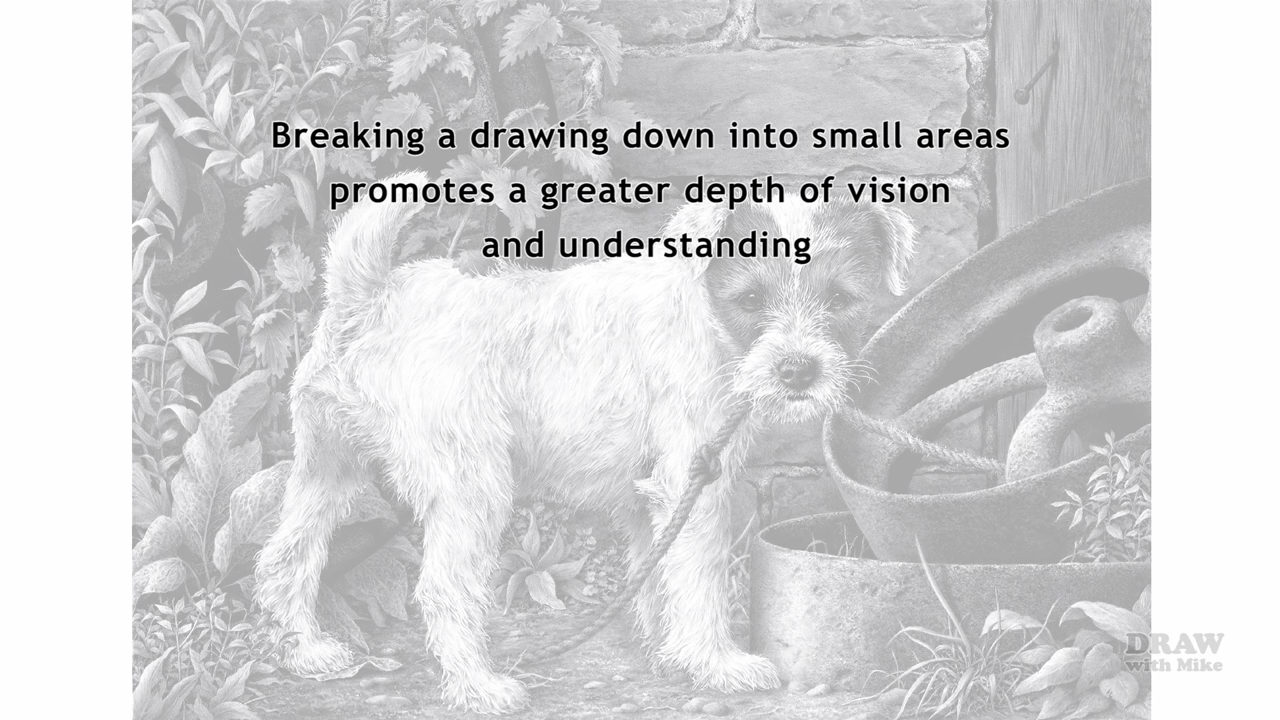 Breaking a drawing down into small areas
promotes a greater depth of vision
and understanding
DRAW
with Mike